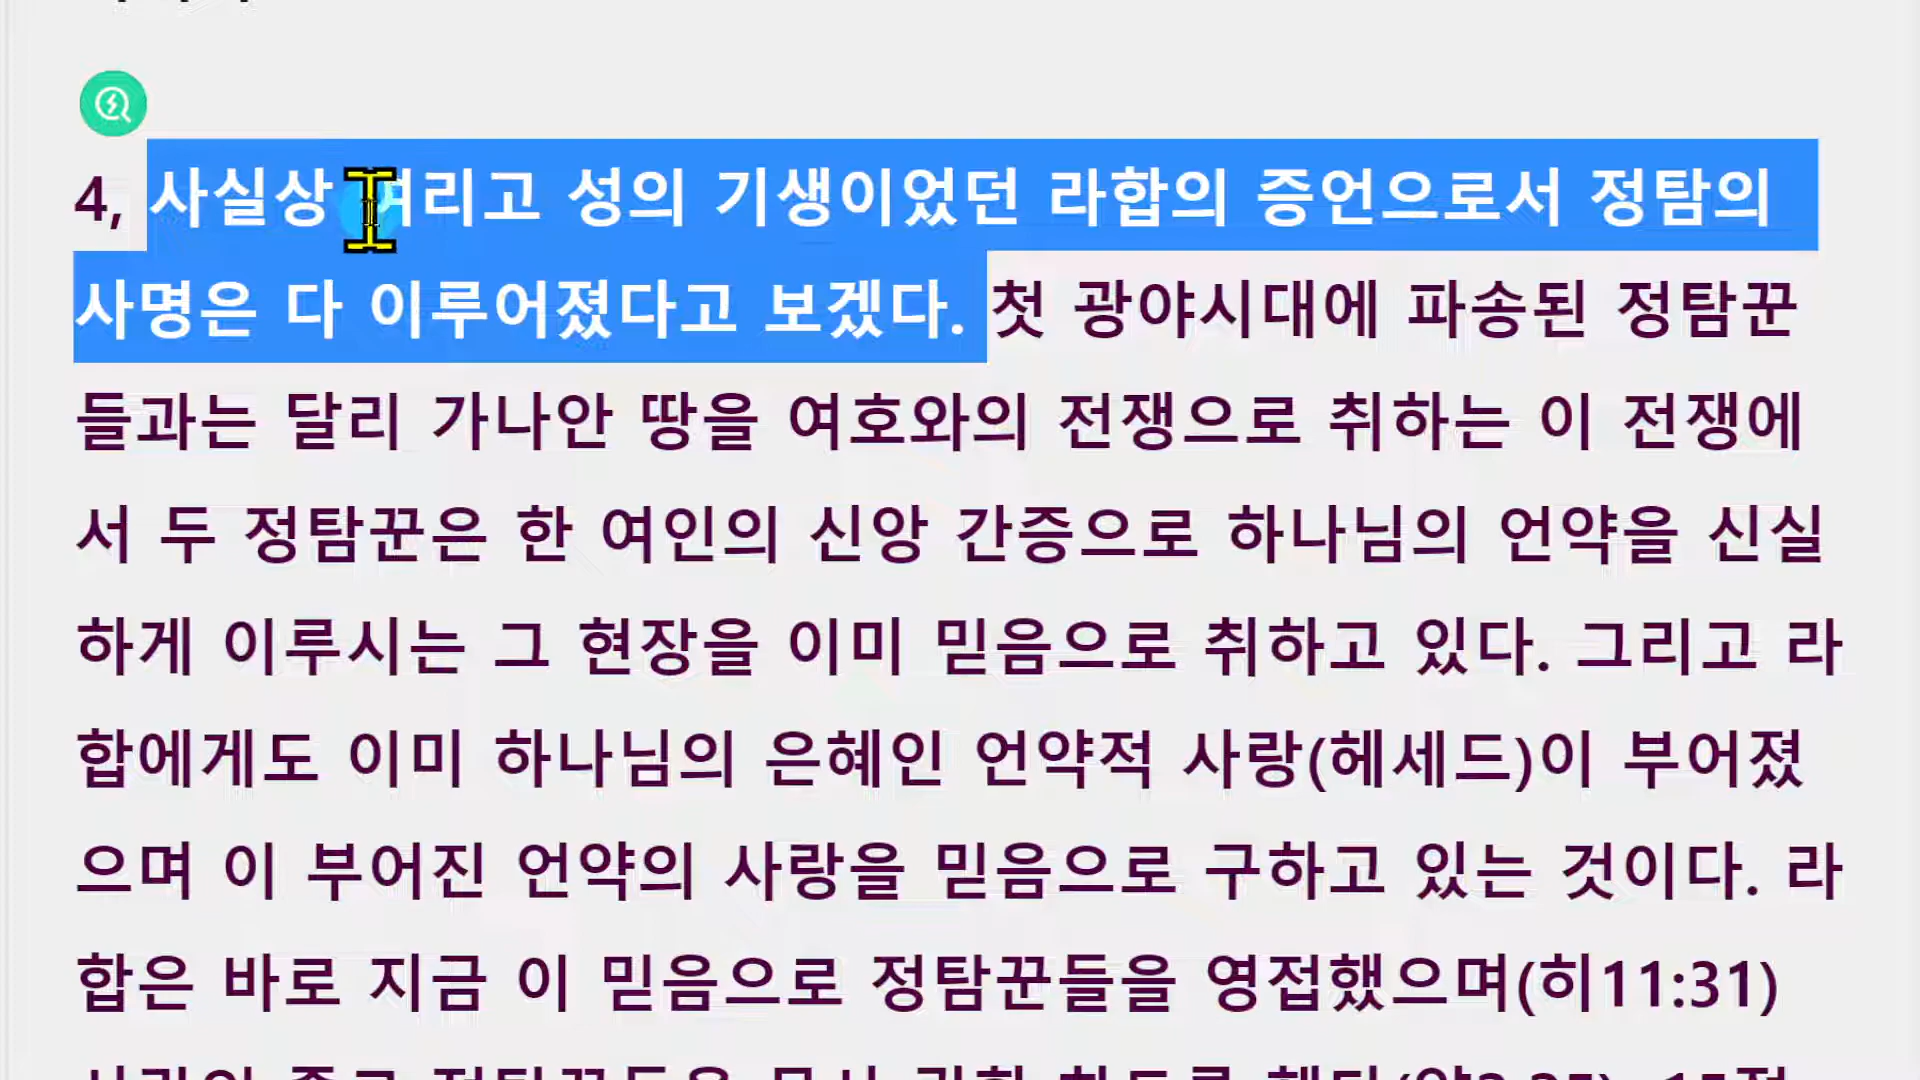 4, 사실상 여리고 성의 기생이었던 라합의 증언으로서 정탐의
사명은 다 이루어졌다고 보겠다. 첫 광야시대에 파송된 정탐꾼
들과는 달리 가나안 땅을 여호와의 전쟁으로 취하는 이 전쟁에
서 두 정탐꾼은 한 여인의 신앙 간증으로 하나님의 언약을 신실
하게 이루시는 그 현장을 이미 믿음으로 취하고 있다. 그리고 라
합에게도 이미 하나님의 은혜인 언약적 사랑(헤세드)이 부어졌
으며 이 부어진 언약의 사랑을 믿음으로 구하고 있는 것이다. 라
합은 바로 지금 이 믿음으로 정탐꾼들을 영접했으며(히11:31)